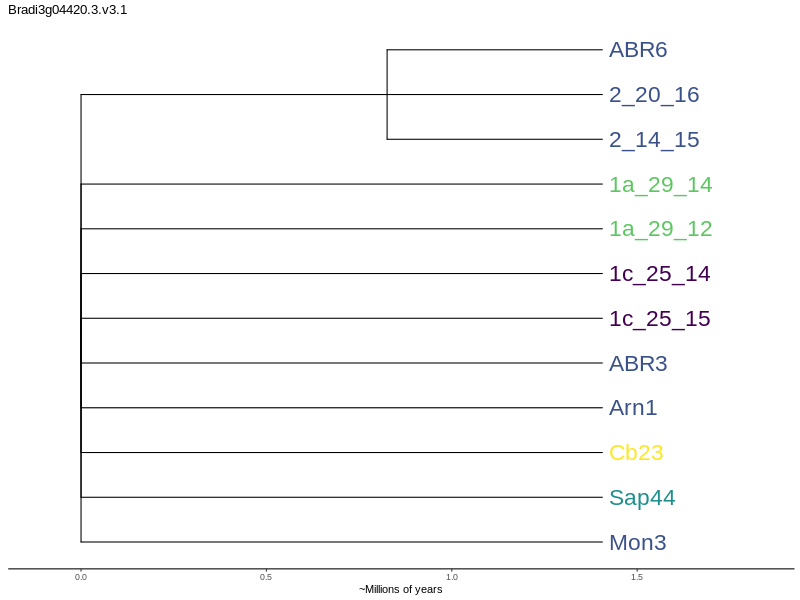 Bradi3g04420.3.v3.1
ABR6
2_20_16
2_14_15
1a_29_14
1a_29_12
1c_25_14
1c_25_15
ABR3
Arn1
Cb23
Sap44
Mon3
0.0 0.5 1.0 1.5
~Millions of years